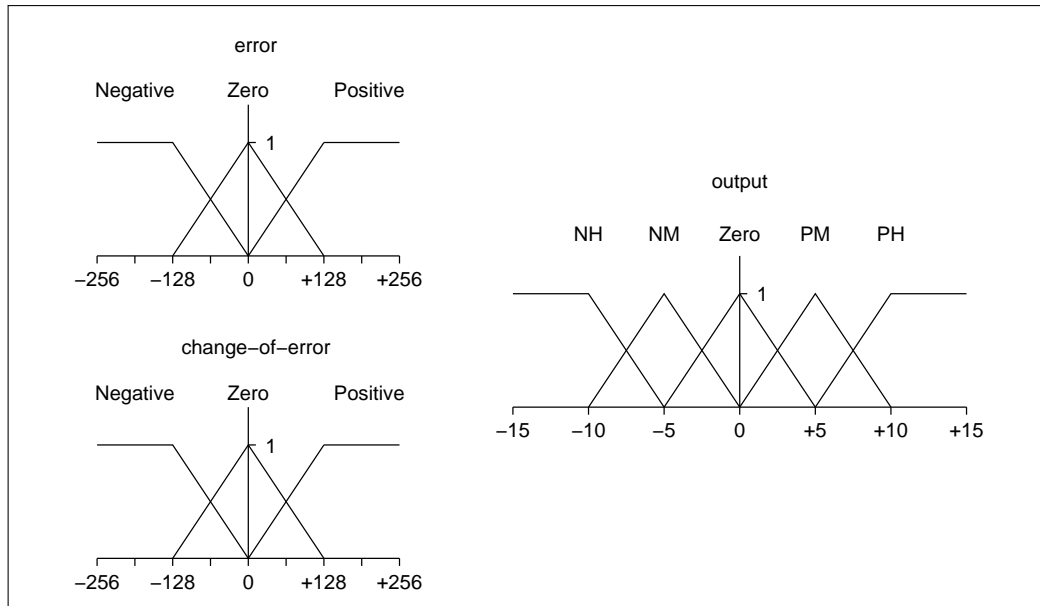 error
Negative Zero Positive
1
−256 −128 0 +128 +256
change−of−error
Negative Zero Positive
1
−256 −128 0 +128 +256
output
NH NM Zero PM PH
1
−15 −10 −5 0 +5 +10 +15